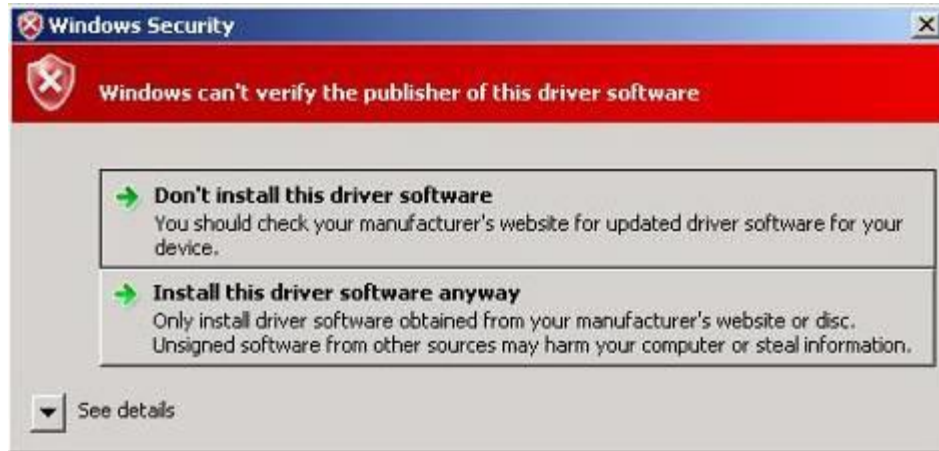 Windows Security
Windows can't verify the publisher of this driver software
Don't install this driver software
You should check your manufacturer's website for updated driver software for your
device.
Install this driver software anyway
Only install driver software obtained from your manufacturer's website or disc.
Unsigned software from other sources may harm your computer or steal information.
See details